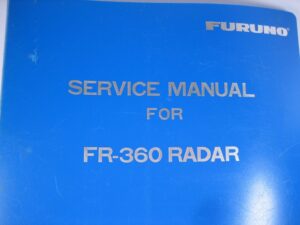 FURUNO
SERVICE MANUAL
FOR
FR-360 RADAR